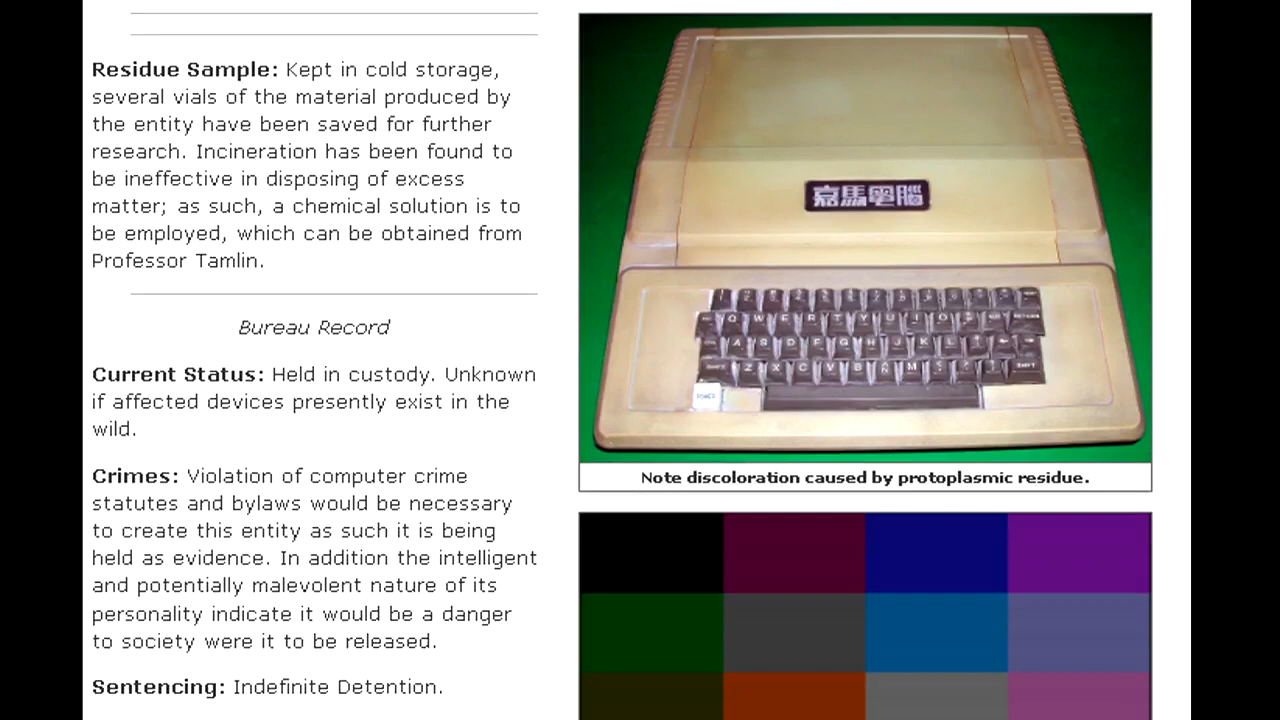 Residue Sample: Kept in cold storage,
several vials of the material produced by
the entity have been saved for further
research. Incineration has been found to
be ineffective in disposing of excess
matter; as such, a chemical solution is to
be employed, which can be obtained from
Professor Tamlin.
Bureau Record
Current Status: Held in custody. Unknown
if affected devices presently exist in the
wild.
Crimes: Violation of computer crime
statutes and bylaws would be necessary
to create this entity as such it is being
held as evidence. In addition the intelligent
and potentially malevolent nature of its
personality indicate it would be a danger
to society were it to be released.
Sentencing: Indefinite Detention.
嘉馬電腦
Q W E R T Y U I O
A S D F G H J K L
Z X C V B N M
POWER
Note discoloration caused by protoplasmic residue.